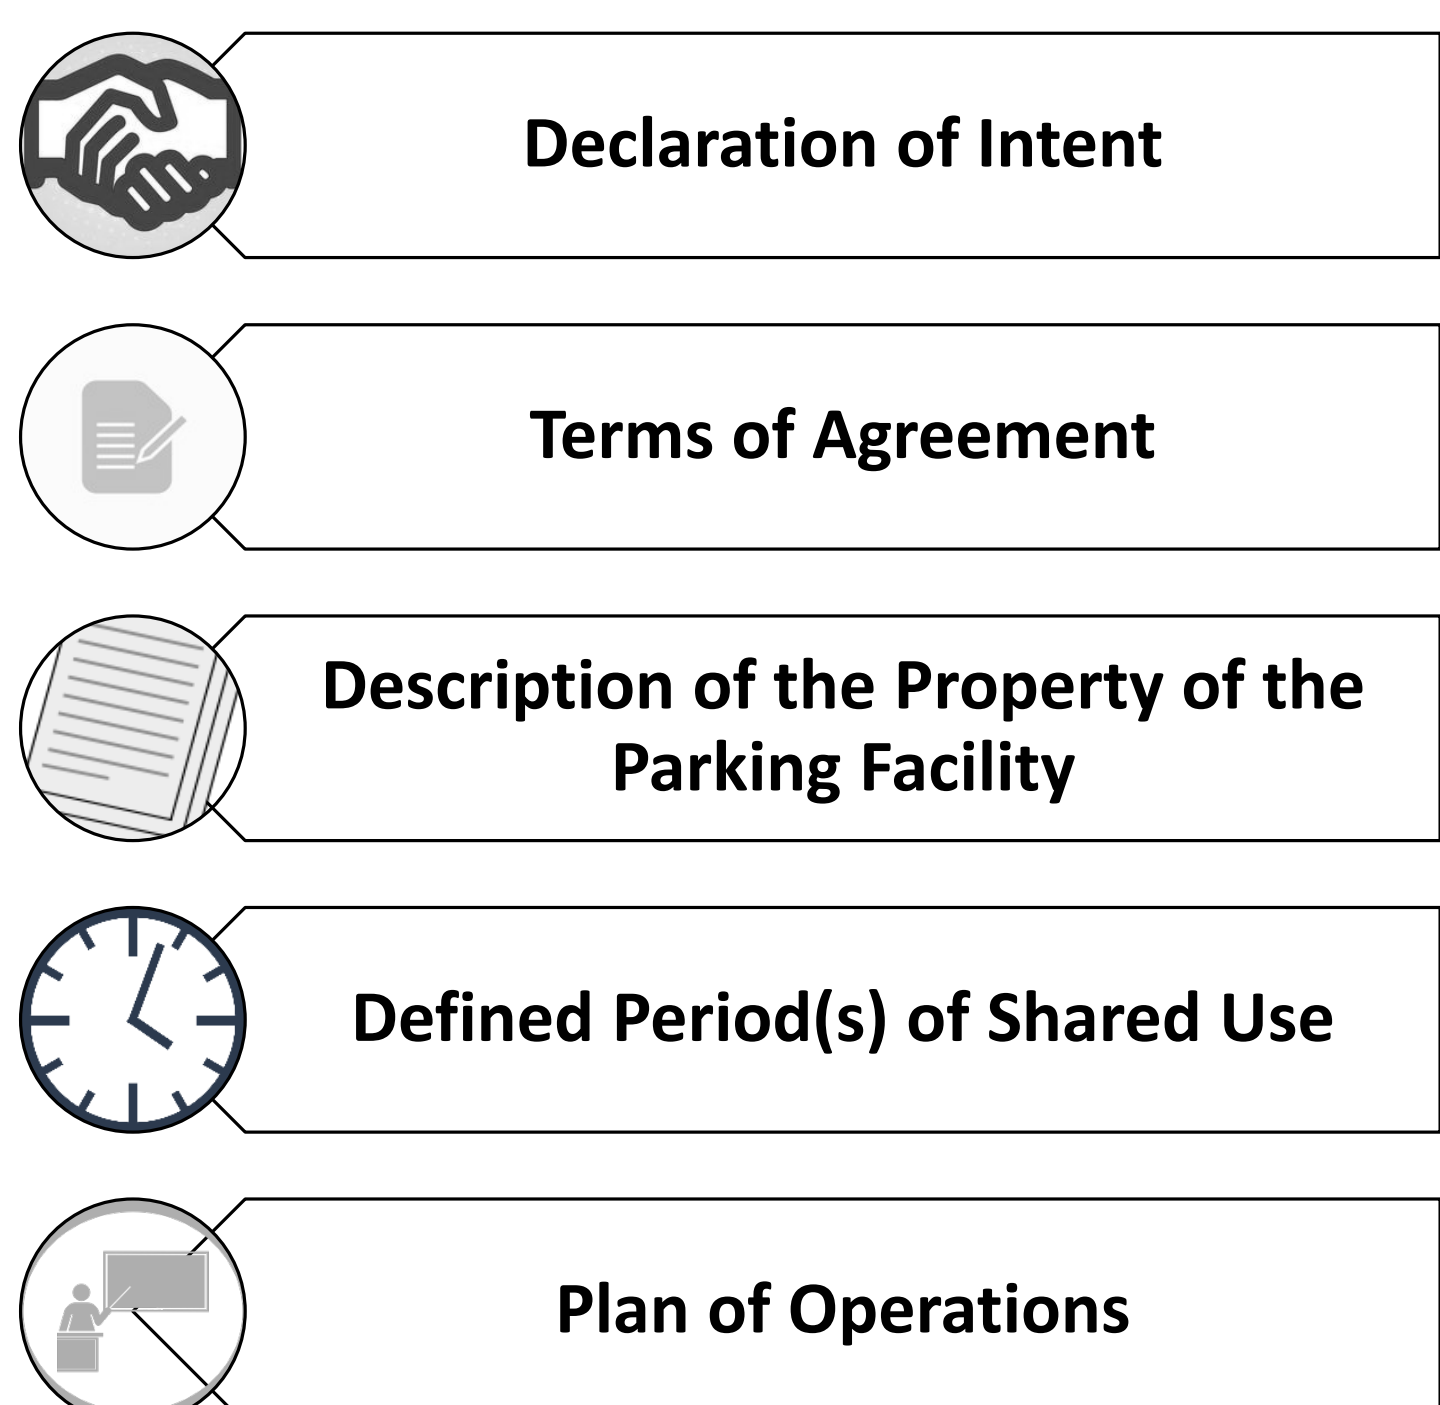 Declaration of Intent
Terms of Agreement
Description of the Property of the
Parking Facility
Defined Period(s) of Shared Use
Plan of Operations